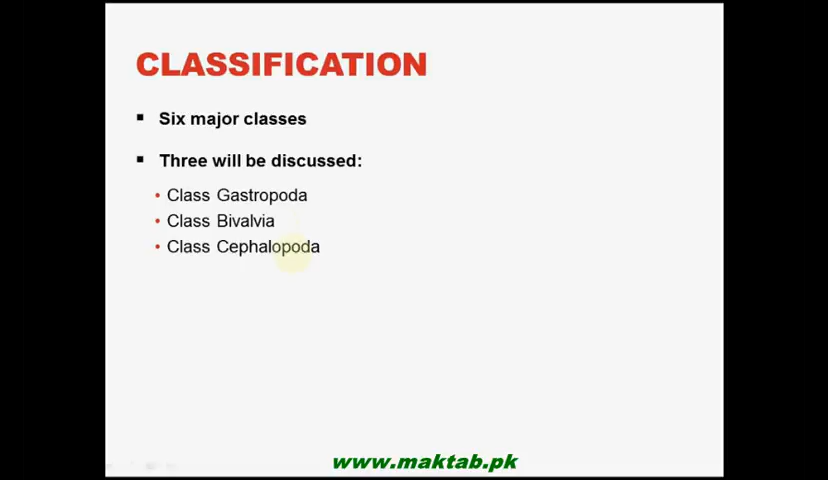 CLASSIFICATION
▪ Six major classes
▪ Three will be discussed:
• Class Gastropoda
• Class Bivalvia
• Class Cephalopoda
www.maktab.pk